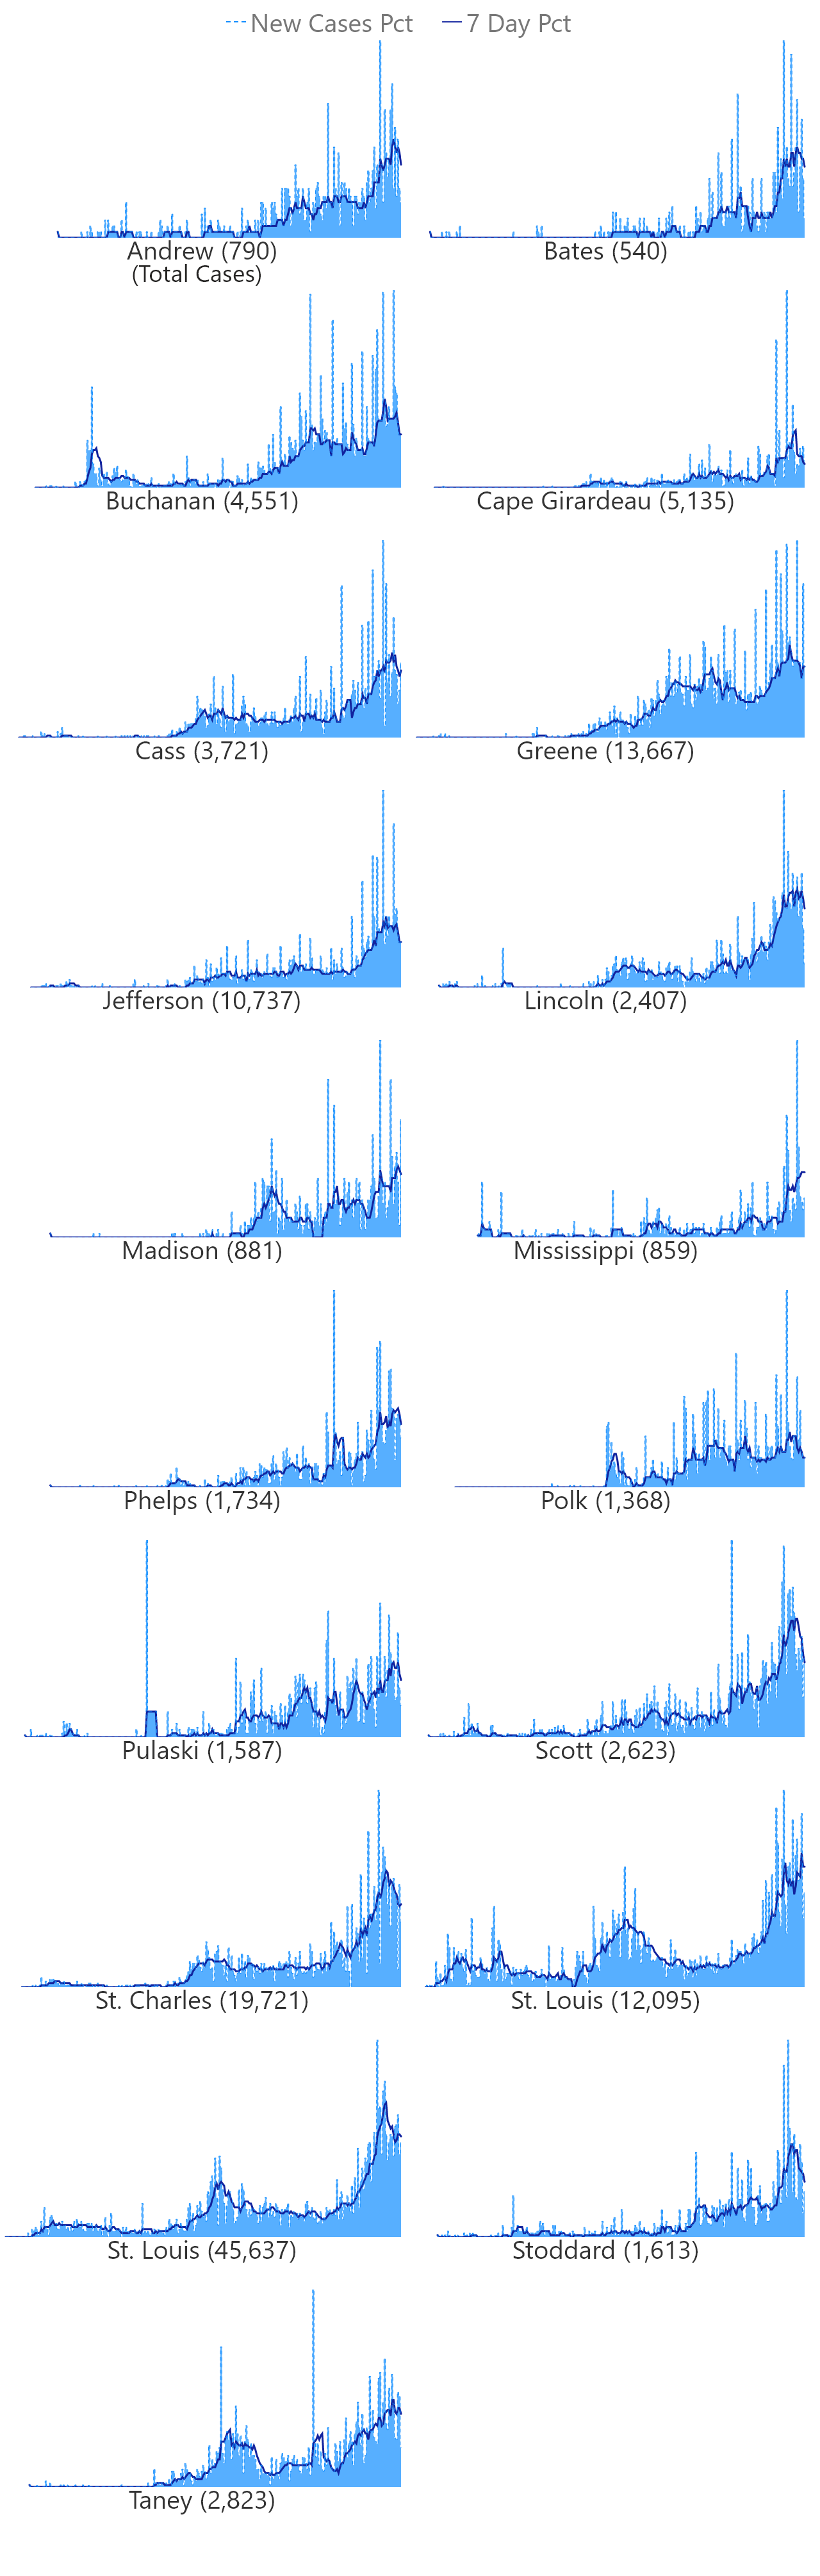 New Cases Pct 7 Day Pct
Andrew (790) Bates (540)
(Total Cases)
Buchanan (4,551) Cape Girardeau (5,135)
Cass (3,721) Greene (13,667)
Jefferson (10,737) Lincoln (2,407)
Madison (881) Mississippi (859)
Phelps (1,734) Polk (1,368)
Pulaski (1,587) Scott (2,623)
St. Charles (19,721) St. Louis (12,095)
St. Louis (45,637) Stoddard (1,613)
Taney (2,823)